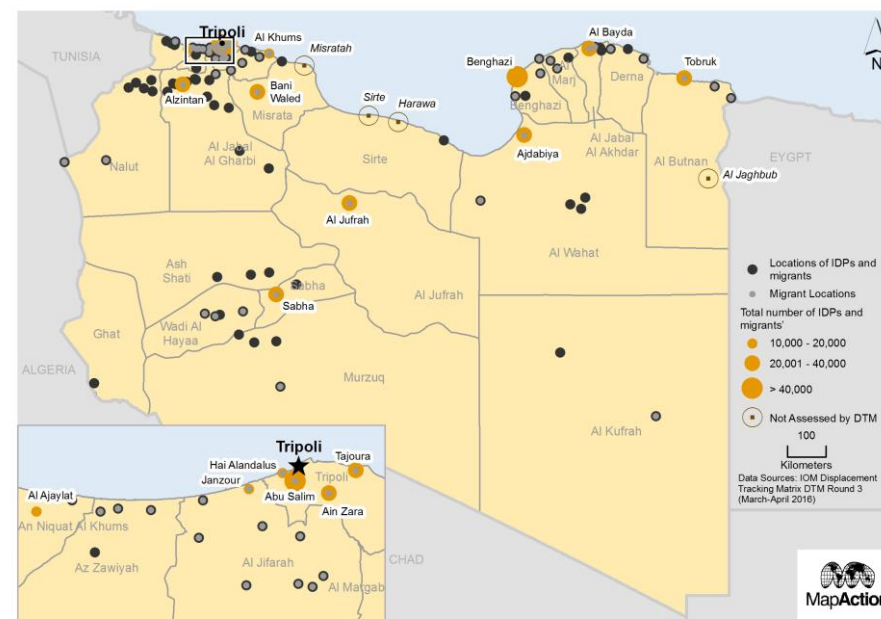 TUNISIA
Tripoli
Al Khums
Misratah
Al Bayda
Benghazi
Tobruk
N
Al
Marj
Derna
Bani
Waled
Alzintan
Misrata
Sirte
Harawa
Benghazi
Al Jabal
Al Gharbi
Nalut
Sirte
Ajdabiya
Al Jabal
Al Akhdar
Al Butnan
EYGPT
Al Jaghbub
Al Jufrah
Al Wahat
Ash
Shati
Sabha
Sabha
Al Jufrah
Ghat
Wadi Al
Hayaa
ALGERIA
Murzuq
Al Kufrah
Locations of IDPs and
migrants
Migrant Locations
Total number of IDPs and
migrants'
10,000 - 20,000
20,001 - 40,000
> 40,000
Not Assessed by DTM
100
Kilometers
Data Sources: IOM Displacement
Tracking Matrix DTM Round 3
(March-April 2016)
Tripoli
Hai Alandalus
Tajoura
Janzour
Tripoli
Al Ajaylat
Abu Salim
Ain Zara
An Niquat Al Khums
Az Zawiyah
Al Jifarah
Al Margab
CHAD
MapAction